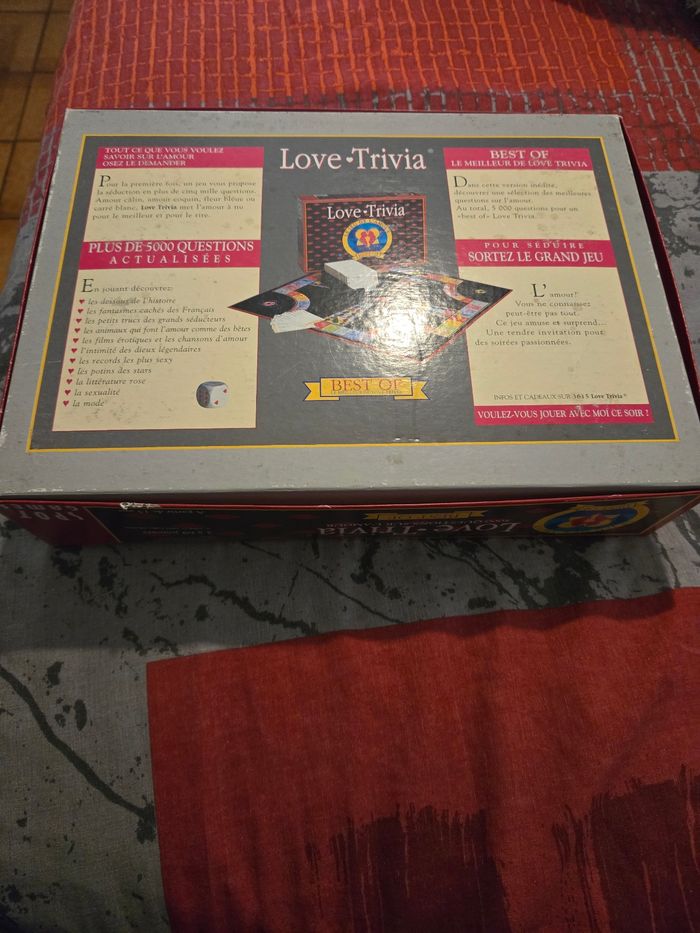 TOUT CE QUE VOUS VOULEZ
SAVOIR SUR L'AMOUR
OSEZ LE DEMANDER
Pour la première fois, un jeu vous propose
la séduction en plus de cinq mille questions.
Amour câlin, amour coquin, fleur bleue ou
carré blanc, Love Trivia met l'amour à nu
pour le meilleur et pour le rire.
PLUS DE 5000 QUESTIONS
ACTUALISÉES
En jouant découvrez:
♥ les dessous de l'histoire
♥ les fantasmes cachés des Français
♥ les petits trucs des grands séducteurs
♥ les animaux qui font l'amour comme des bêtes
♥ les films érotiques et les chansons d'amour
♥ l'intimité des dieux légendaires
♥ les records les plus sexy
♥ les potins des stars
♥ la littérature rose
♥ la sexualité
♥ la mode
Love•Trivia®
Love•Trivia
BEST OF
BEST OF
LE MEILLEUR DE LOVE TRIVIA
Dans cette version inédite,
découvrez une sélection des meilleures
questions sur l'amour.
Au total, 5 000 questions pour un
«best of» Love Trivia.
POUR SÉDUIRE
SORTEZ LE GRAND JEU
L'amour?
Vous ne connaissez
peut-être pas tout.
Ce jeu amuse et surprend...
Une tendre invitation pour
des soirées passionnées.
INFOS ET CADEAUX SUR 3615 Love Trivia®
VOULEZ-VOUS JOUER AVEC MOI CE SOIR !
Love•Trivia